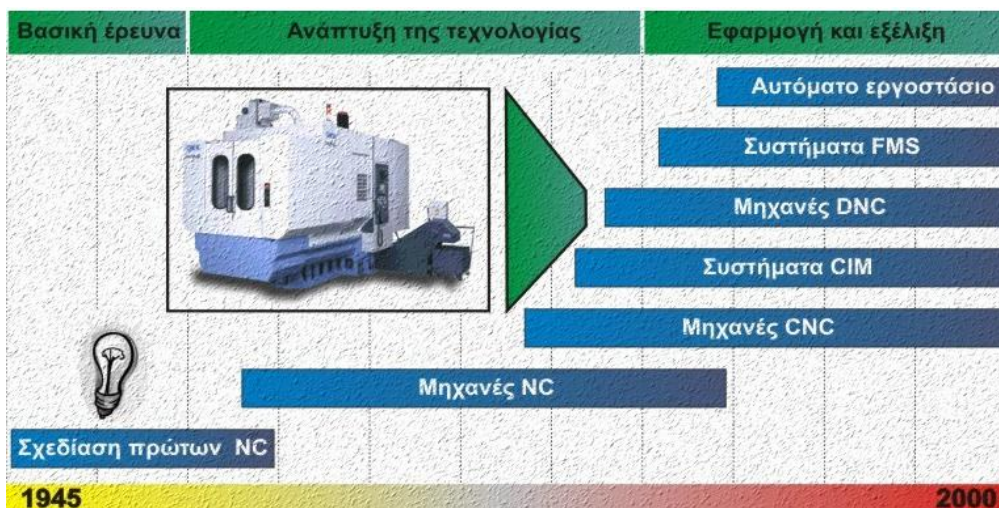 Βασική έρευνα
Ανάπτυξη της τεχνολογίας
Εφαρμογή και εξέλιξη
Αυτόματο εργοστάσιο
Συστήματα FMS
Μηχανές DNC
Συστήματα CIM
Μηχανές CNC
Μηχανές NC
Σχεδίαση πρώτων NC
1945
2000